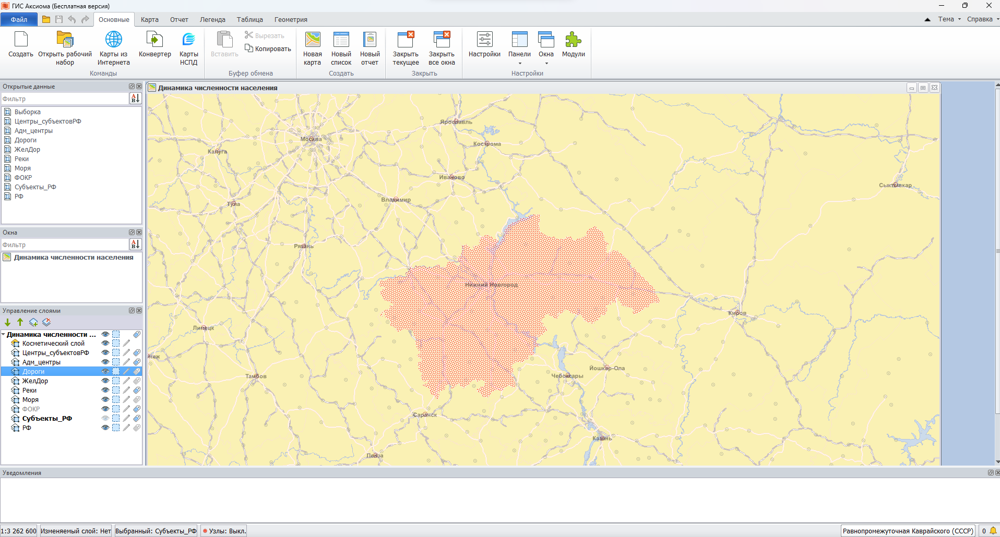 ГИС Аксиома (Бесплатная версия)
Файл Основные Карта Отчет Легенда Таблица Геометрия Тема Справка
Создать
Открыть рабочий набор
Карты из Интернета
Конвертер
Карты НСПД
Команды
Вставить
Вырезать
Копировать
Буфер обмена
Новая карта
Новый список
Новый отчет
Создать
Закрыть текущее
Закрыть все окна
Закрыть
Настройки
Панели
Окна
Модули
Настройки
Открытые данные
Фильтр
Выборка
Центры_субъектовРФ
Адм_центры
Дороги
ЖелДор
Реки
Моря
ФОКР
Субъекты_РФ
РФ
Окна
Фильтр
Динамика численности населения
Управление слоями
Динамика численности ...
Косметический слой
Центры_субъектовРФ
Адм_центры
Дороги
ЖелДор
Реки
Моря
ФОКР
Субъекты_РФ
РФ
Динамика численности населения
Ярославль
Москва
Кострома
Калуга
Иваново
Сыктывкар
Владимир
Тула
Рязань
Нижний Новгород
Киров
Липецк
неж
Йошкар-Ола
Тамбов
Чебоксары
Саранск
Казань
Пенза
Уведомления
1:3 262 600 Изменяемый слой: Нет Выбранный: Субъекты_РФ Узлы: Выкл. Равнопромежуточная Каврайского (СССР) 0